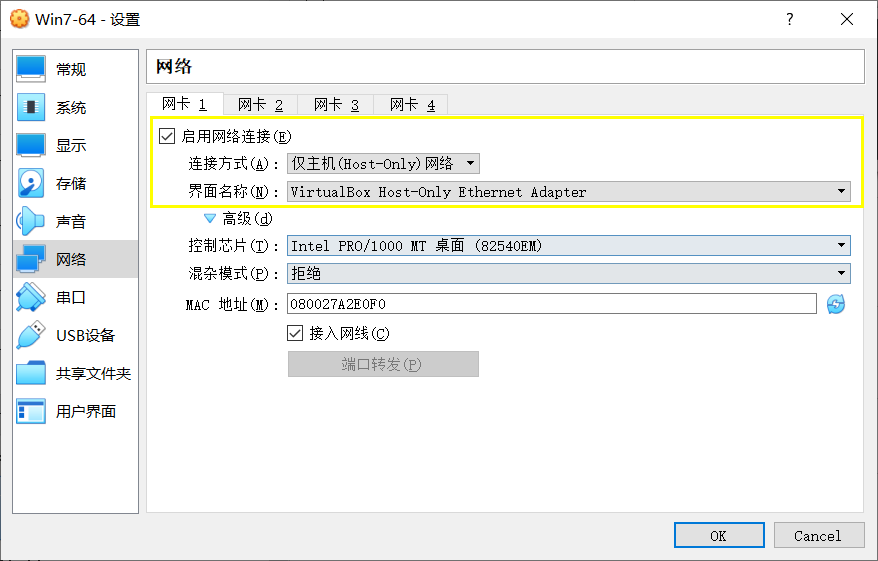 Win7-64 - 设置
?
常规
系统
显示
存储
声音
网络
串口
USB设备
共享文件夹
用户界面
网络
网卡 1 网卡 2 网卡 3 网卡 4
启用网络连接(E)
连接方式(A): 仅主机(Host-Only)网络
界面名称(N): VirtualBox Host-Only Ethernet Adapter
高级(d)
控制芯片(T): Intel PRO/1000 MT 桌面 (82540EM)
混杂模式(P): 拒绝
MAC 地址(M): 080027A2E0F0
接入网线(C)
端口转发(P)
OK Cancel